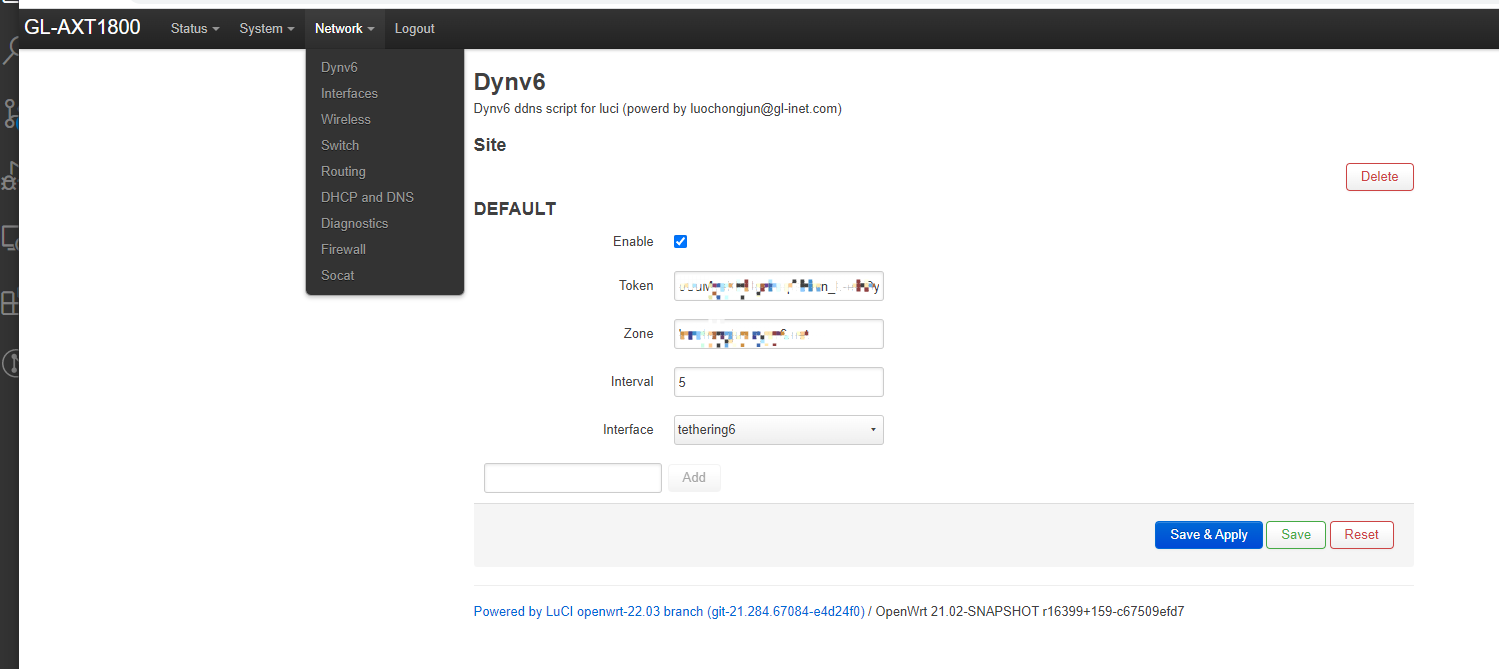 GL-AXT1800 Status System Network Logout
Dynv6
Interfaces
Wireless
Switch
Routing
DHCP and DNS
Diagnostics
Firewall
Socat
Dynv6
Dynv6 ddns script for luci (powerd by luochongjun@gl-inet.com)
Site
Delete
DEFAULT
Enable
Token
Zone
Interval 5
Interface tethering6
Add
Save & Apply Save Reset
Powered by LuCI openwrt-22.03 branch (git-21.284.67084-e4d24f0) / OpenWrt 21.02-SNAPSHOT r16399+159-c67509efd7